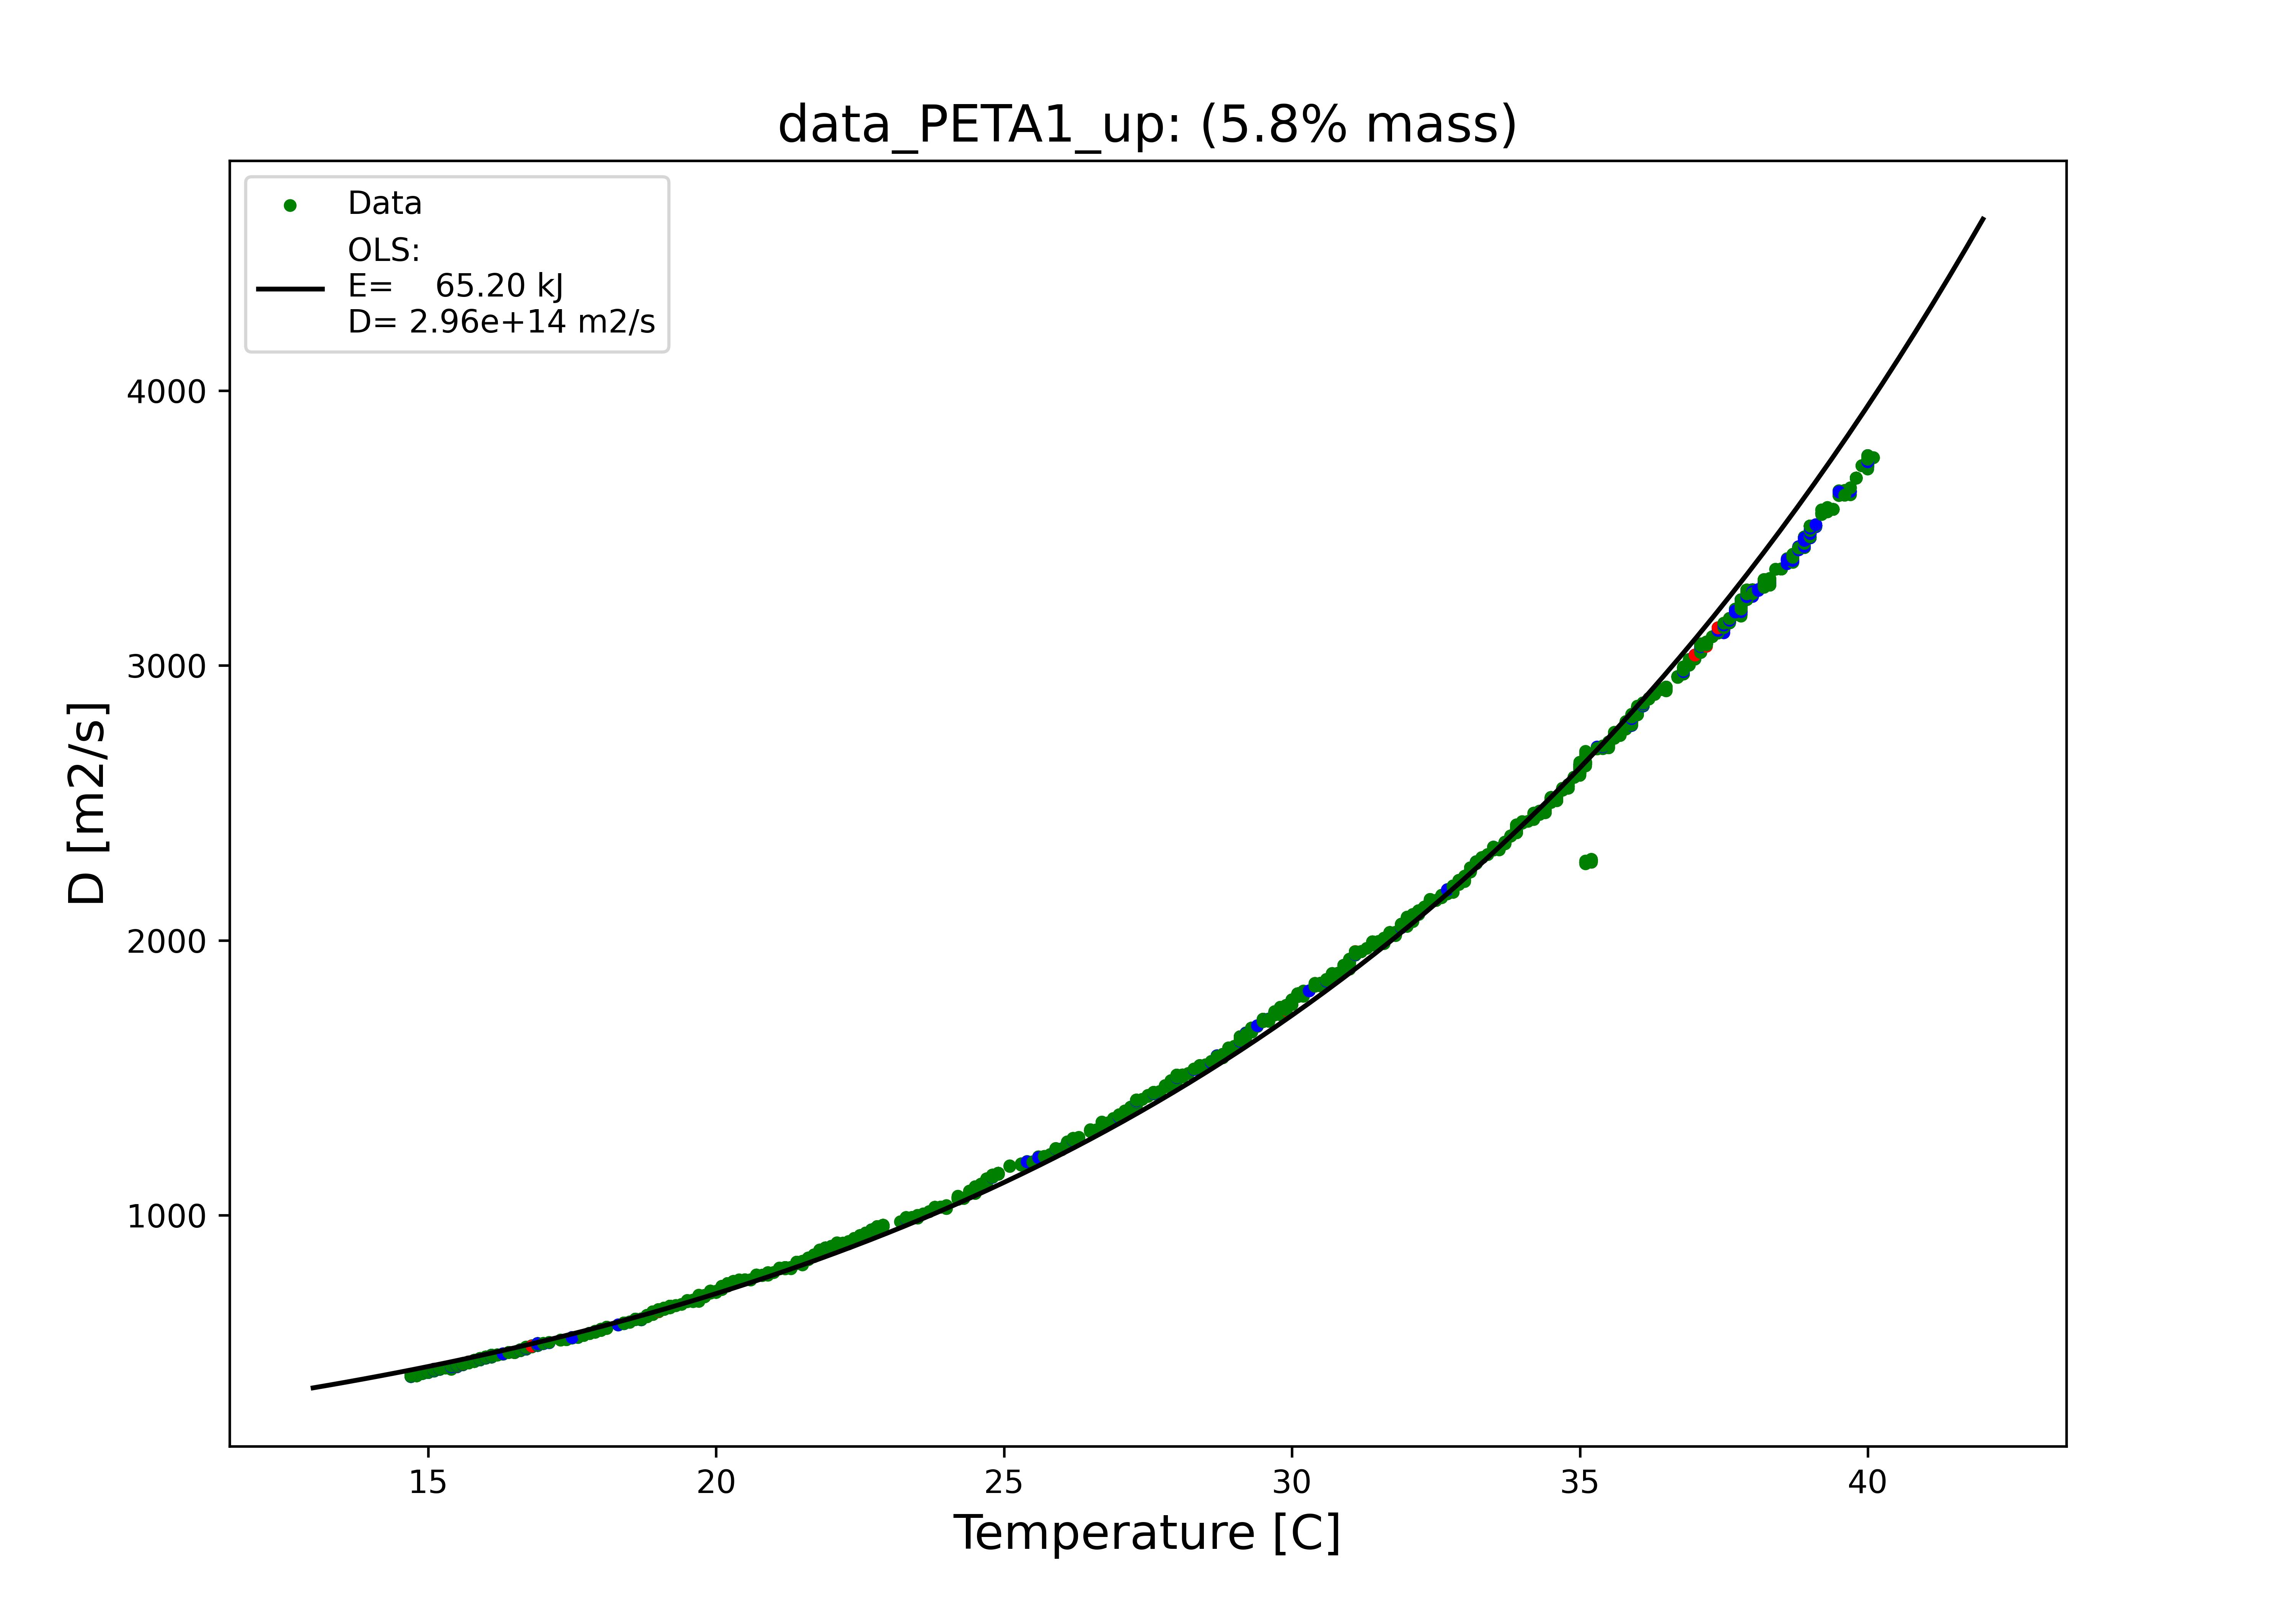 data_PETA1_up: (5.8% mass)
Data
OLS:
E= 65.20 kJ
D= 2.96e+14 m2/s
4000
3000
2000
1000
D [m2/s]
15 20 25 30 35 40
Temperature [C]